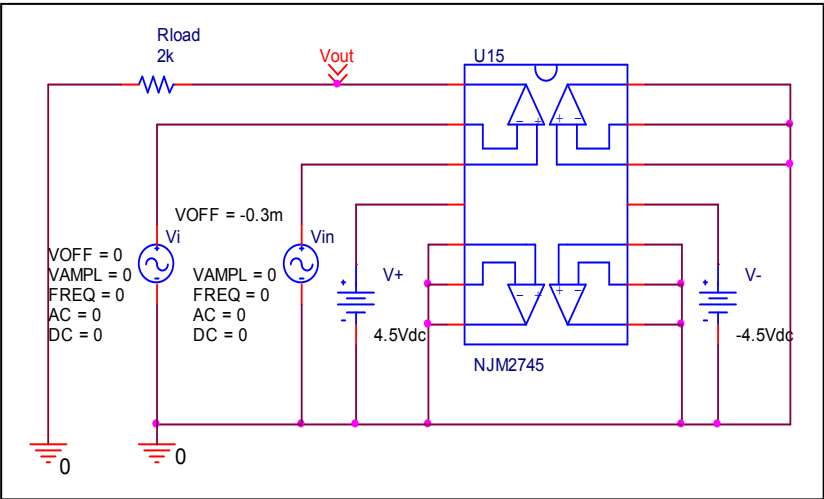 Rload
2k
Vout
U15
VOFF = -0.3m
Vi
Vin
VOFF = 0
VAMPL = 0
FREQ = 0
AC = 0
DC = 0
VAMPL = 0
FREQ = 0
AC = 0
DC = 0
V+
4.5Vdc
V-
-4.5Vdc
NJM2745
0
0